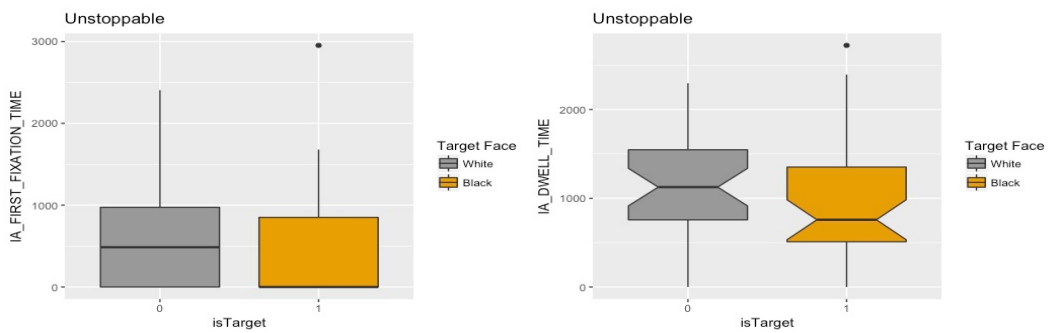 Unstoppable
IA_FIRST_FIXATION_TIME
3000
2000
1000
0
0
1
isTarget
Target Face
White
Black
Unstoppable
IA_DWELL_TIME
2000
1000
0
0
1
isTarget
Target Face
White
Black